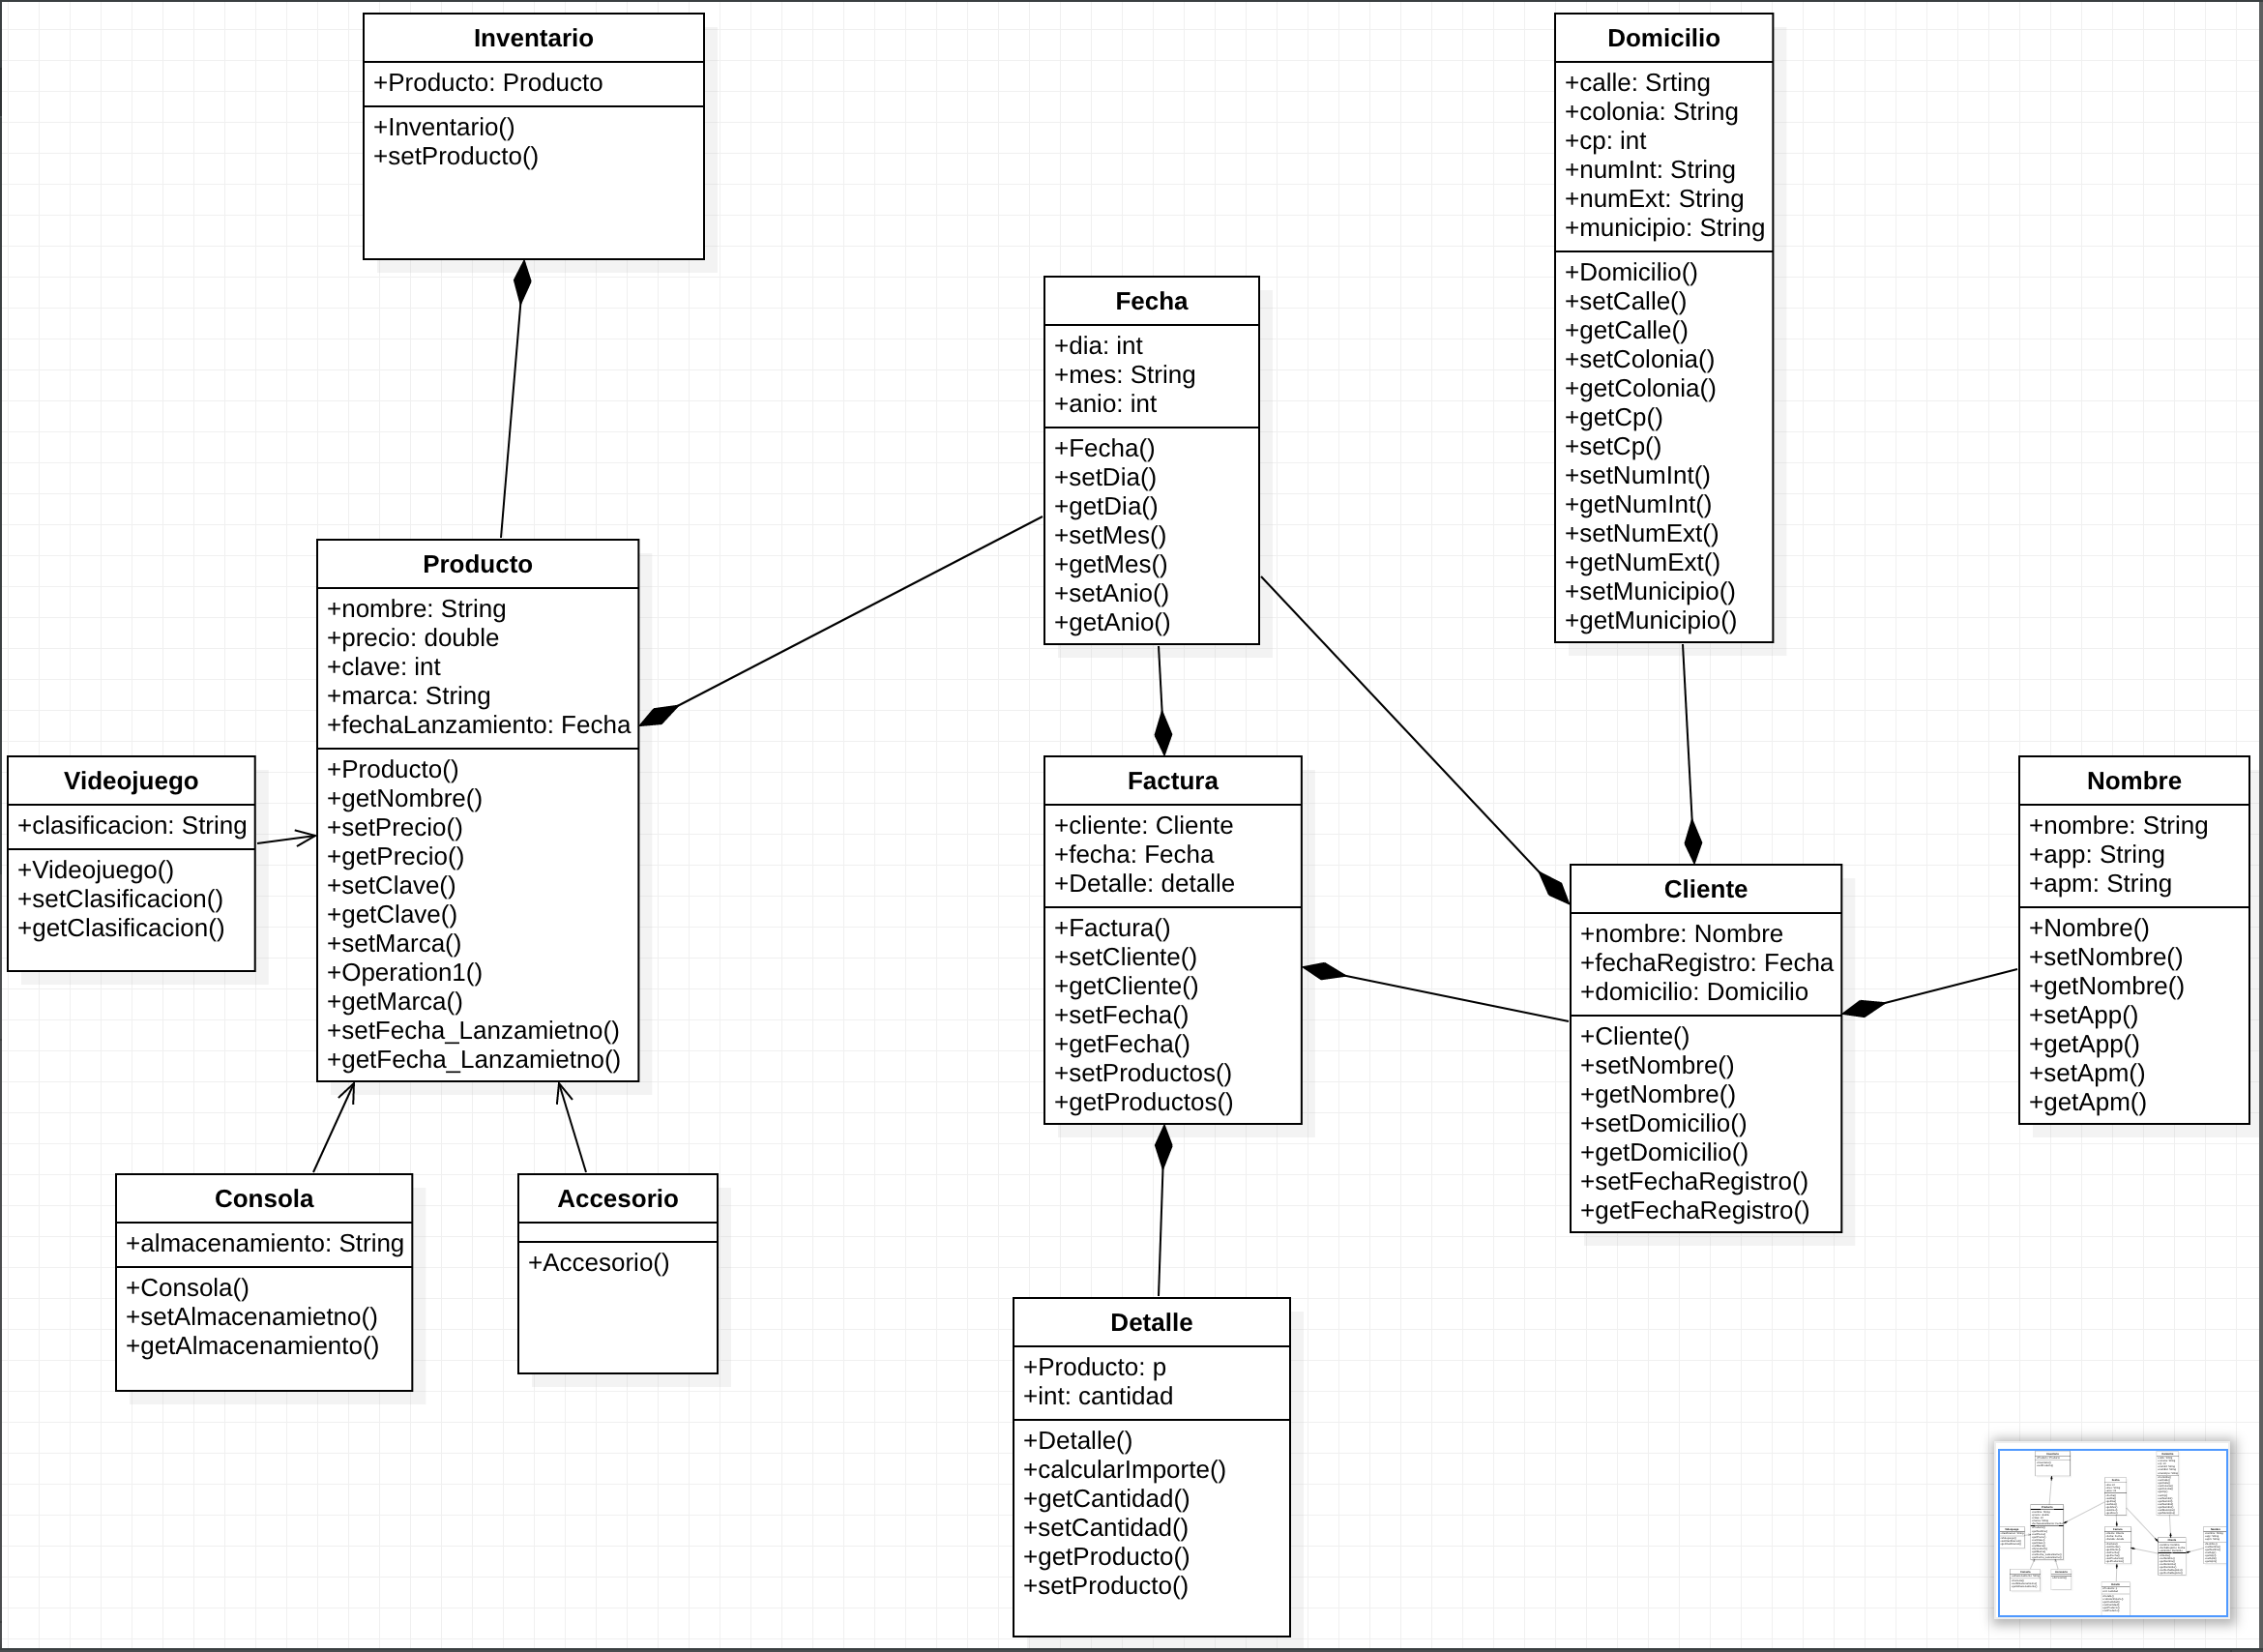 Inventario
+Producto: Producto
+Inventario()
+setProducto()
Domicilio
+calle: Srting
+colonia: String
+cp: int
+numInt: String
+numExt: String
+municipio: String
+Domicilio()
+setCalle()
+getCalle()
+setColonia()
+getColonia()
+getCp()
+setCp()
+setNumInt()
+getNumInt()
+setNumExt()
+getNumExt()
+setMunicipio()
+getMunicipio()
Fecha
+dia: int
+mes: String
+anio: int
+Fecha()
+setDia()
+getDia()
+setMes()
+getMes()
+setAnio()
+getAnio()
Producto
+nombre: String
+precio: double
+clave: int
+marca: String
+fechaLanzamiento: Fecha
+Producto()
+getNombre()
+setPrecio()
+getPrecio()
+setClave()
+getClave()
+setMarca()
+Operation1()
+getMarca()
+setFecha_Lanzamietno()
+getFecha_Lanzamietno()
Videojuego
+clasificacion: String
+Videojuego()
+setClasificacion()
+getClasificacion()
Factura
+cliente: Cliente
+fecha: Fecha
+Detalle: detalle
+Factura()
+setCliente()
+getCliente()
+setFecha()
+getFecha()
+setProductos()
+getProductos()
Cliente
+nombre: Nombre
+fechaRegistro: Fecha
+domicilio: Domicilio
+Cliente()
+setNombre()
+getNombre()
+setDomicilio()
+getDomicilio()
+setFechaRegistro()
+getFechaRegistro()
Nombre
+nombre: String
+app: String
+apm: String
+Nombre()
+setNombre()
+getNombre()
+setApp()
+getApp()
+setApm()
+getApm()
Consola
+almacenamiento: String
+Consola()
+setAlmacenamietno()
+getAlmacenamiento()
Accesorio
+Accesorio()
Detalle
+Producto: p
+int: cantidad
+Detalle()
+calcularImporte()
+getCantidad()
+setCantidad()
+getProducto()
+setProducto()